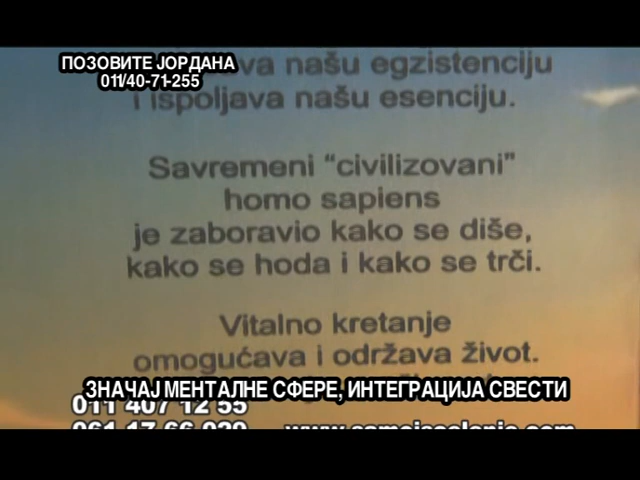 ПОЗОВИТЕ ЈОРДАНА
011/40-71-255
našu egzistenciju
i ispoljava našu esenciju.
Savremeni “civilizovani”
homo sapiens
je zaboravio kako se diše,
kako se hoda i kako se trči.
Vitalno kretanje
omogućava i održava život.
ЗНАЧАЈ МЕНТАЛНЕ СФЕРЕ, ИНТЕГРАЦИЈА СВЕСТИ
011 407 12 55